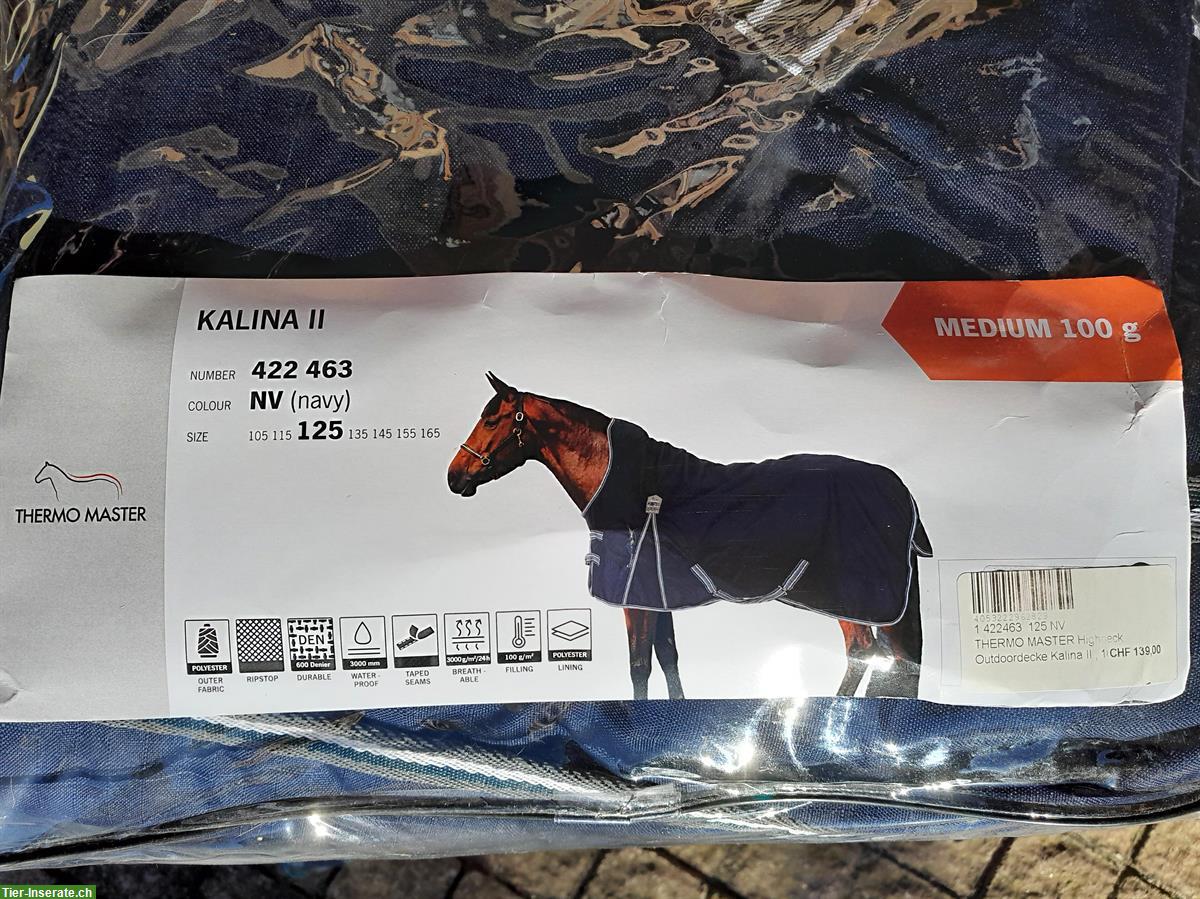 KALINA II
MEDIUM 100 g
NUMBER 422 463
COLOUR NV (navy)
SIZE 105 115 125 135 145 155 165
THERMO MASTER
POLYESTER
OUTER
FABRIC
RIPSTOP
DEN
600 Denier
DURABLE
3000 mm
WATER-
PROOF
TAPED
SEAMS
3000g/m²/24h
BREATH-
ABLE
100 g/m²
FILLING
POLYESTER
LINING
1 422463 125 NV
THERMO MASTER Highneck
Outdoordecke Kalina II
CHF 139,00
Tier-Inserate.ch